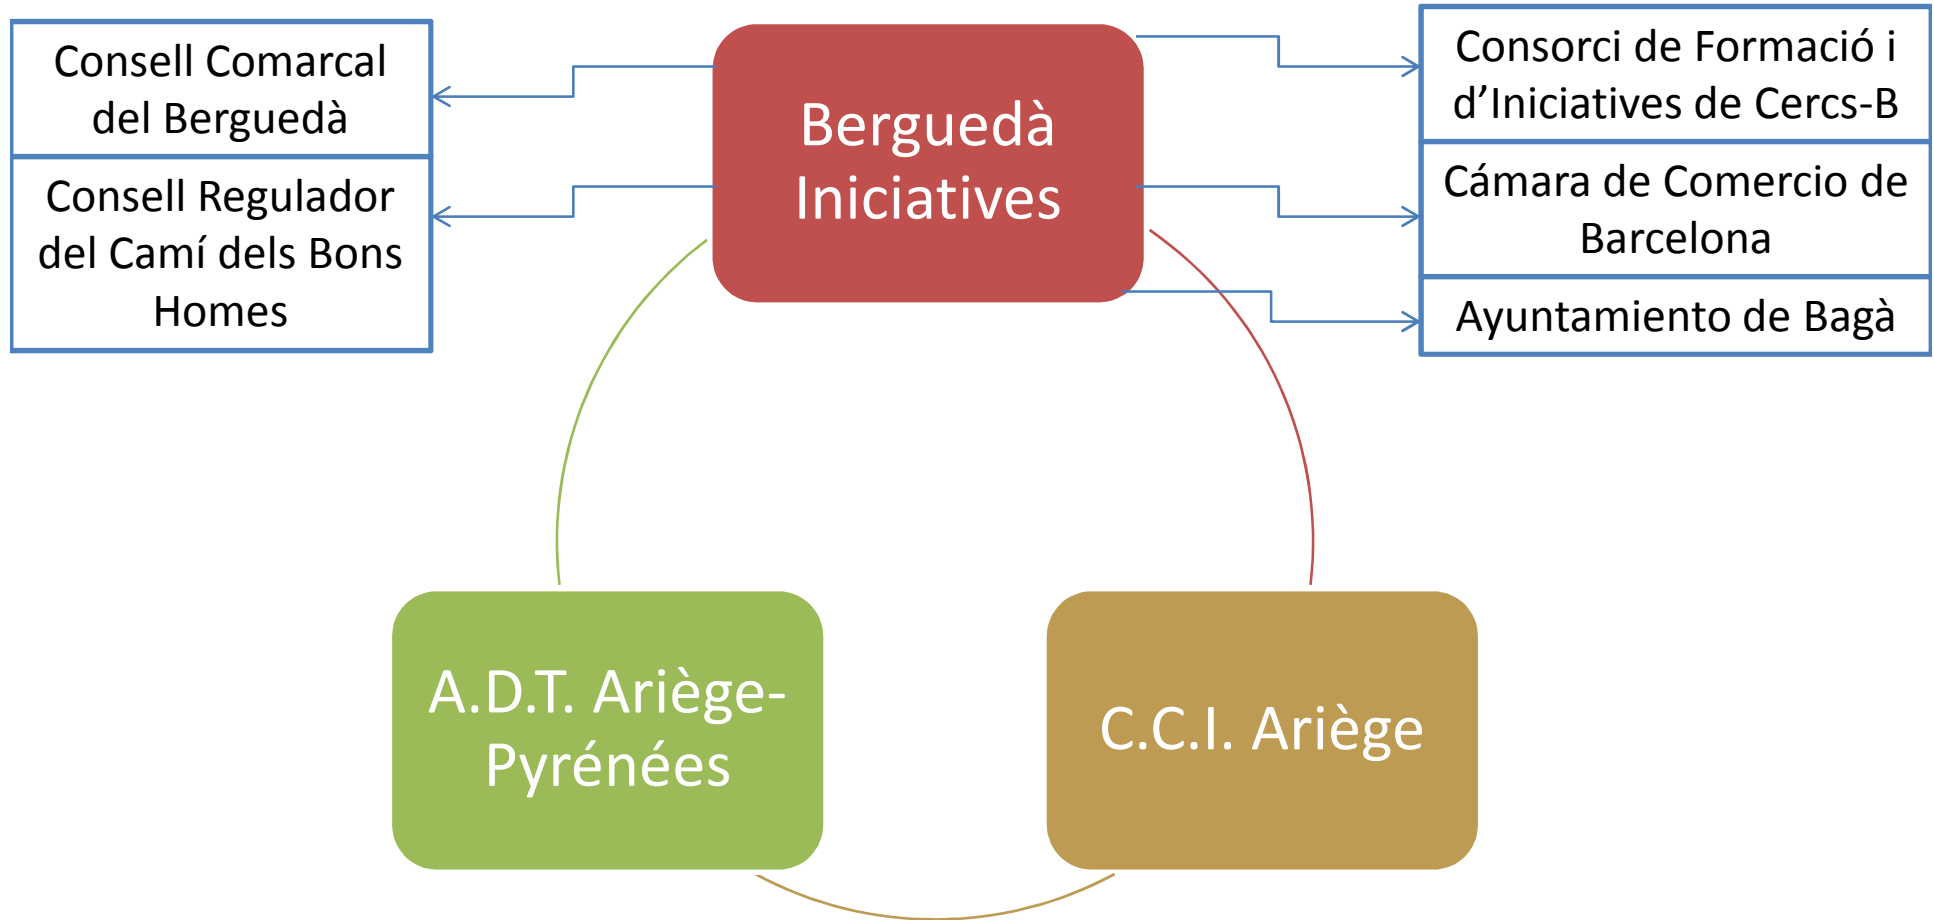 Consell Comarcal
del Berguedà
Consell Regulador
del Camí dels Bons
Homes
Berguedà
Iniciatives
Consorci de Formació i
d’Iniciatives de Cercs-B
Cámara de Comercio de
Barcelona
Ayuntamiento de Bagà
A.D.T. Ariège-
Pyrénées
C.C.I. Ariège